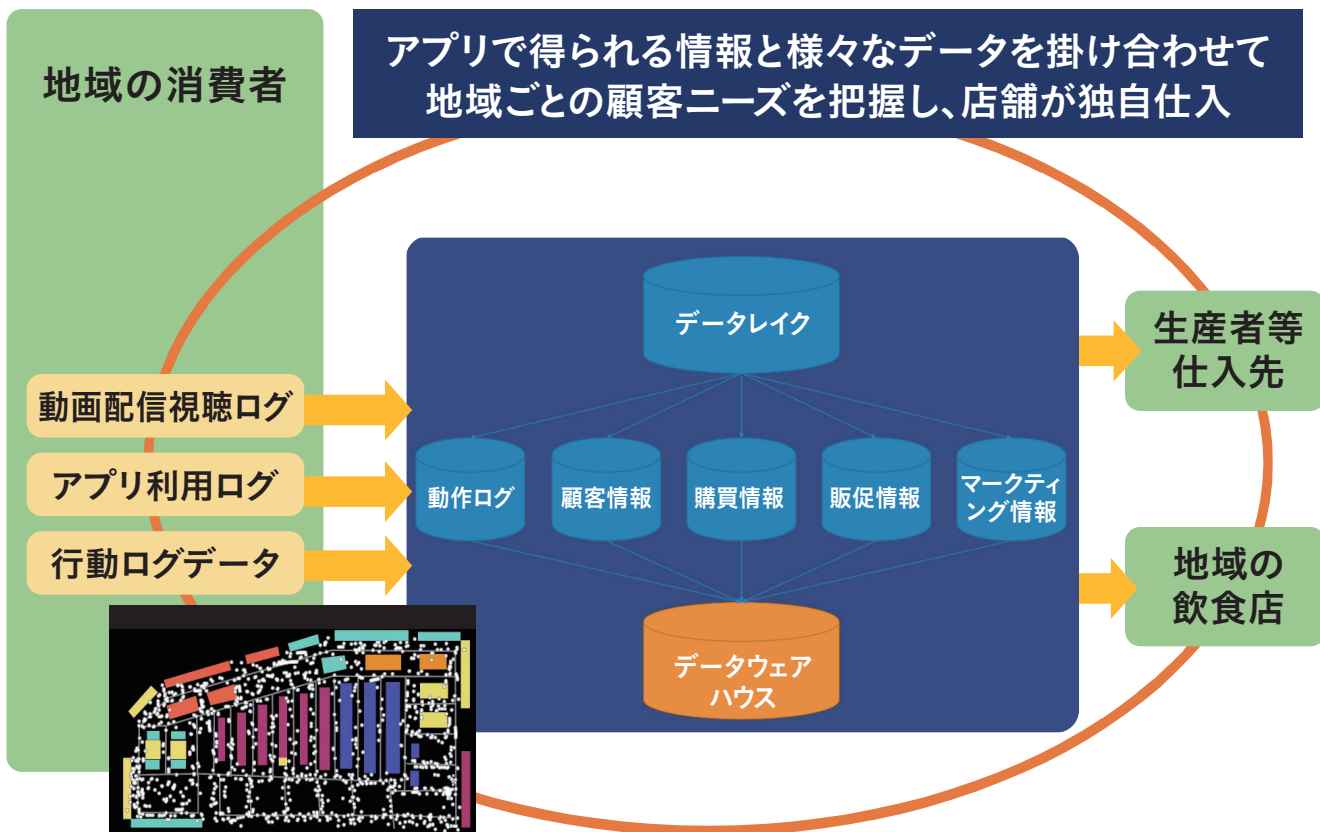 地域の消費者
アプリで得られる情報と様々なデータを掛け合わせて
地域ごとの顧客ニーズを把握し、店舗が独自仕入
動画配信視聴ログ
アプリ利用ログ
行動ログデータ
データレイク
動作ログ
顧客情報
購買情報
販促情報
マーケティ
ング情報
データウェア
ハウス
生産者等
仕入先
地域の
飲食店